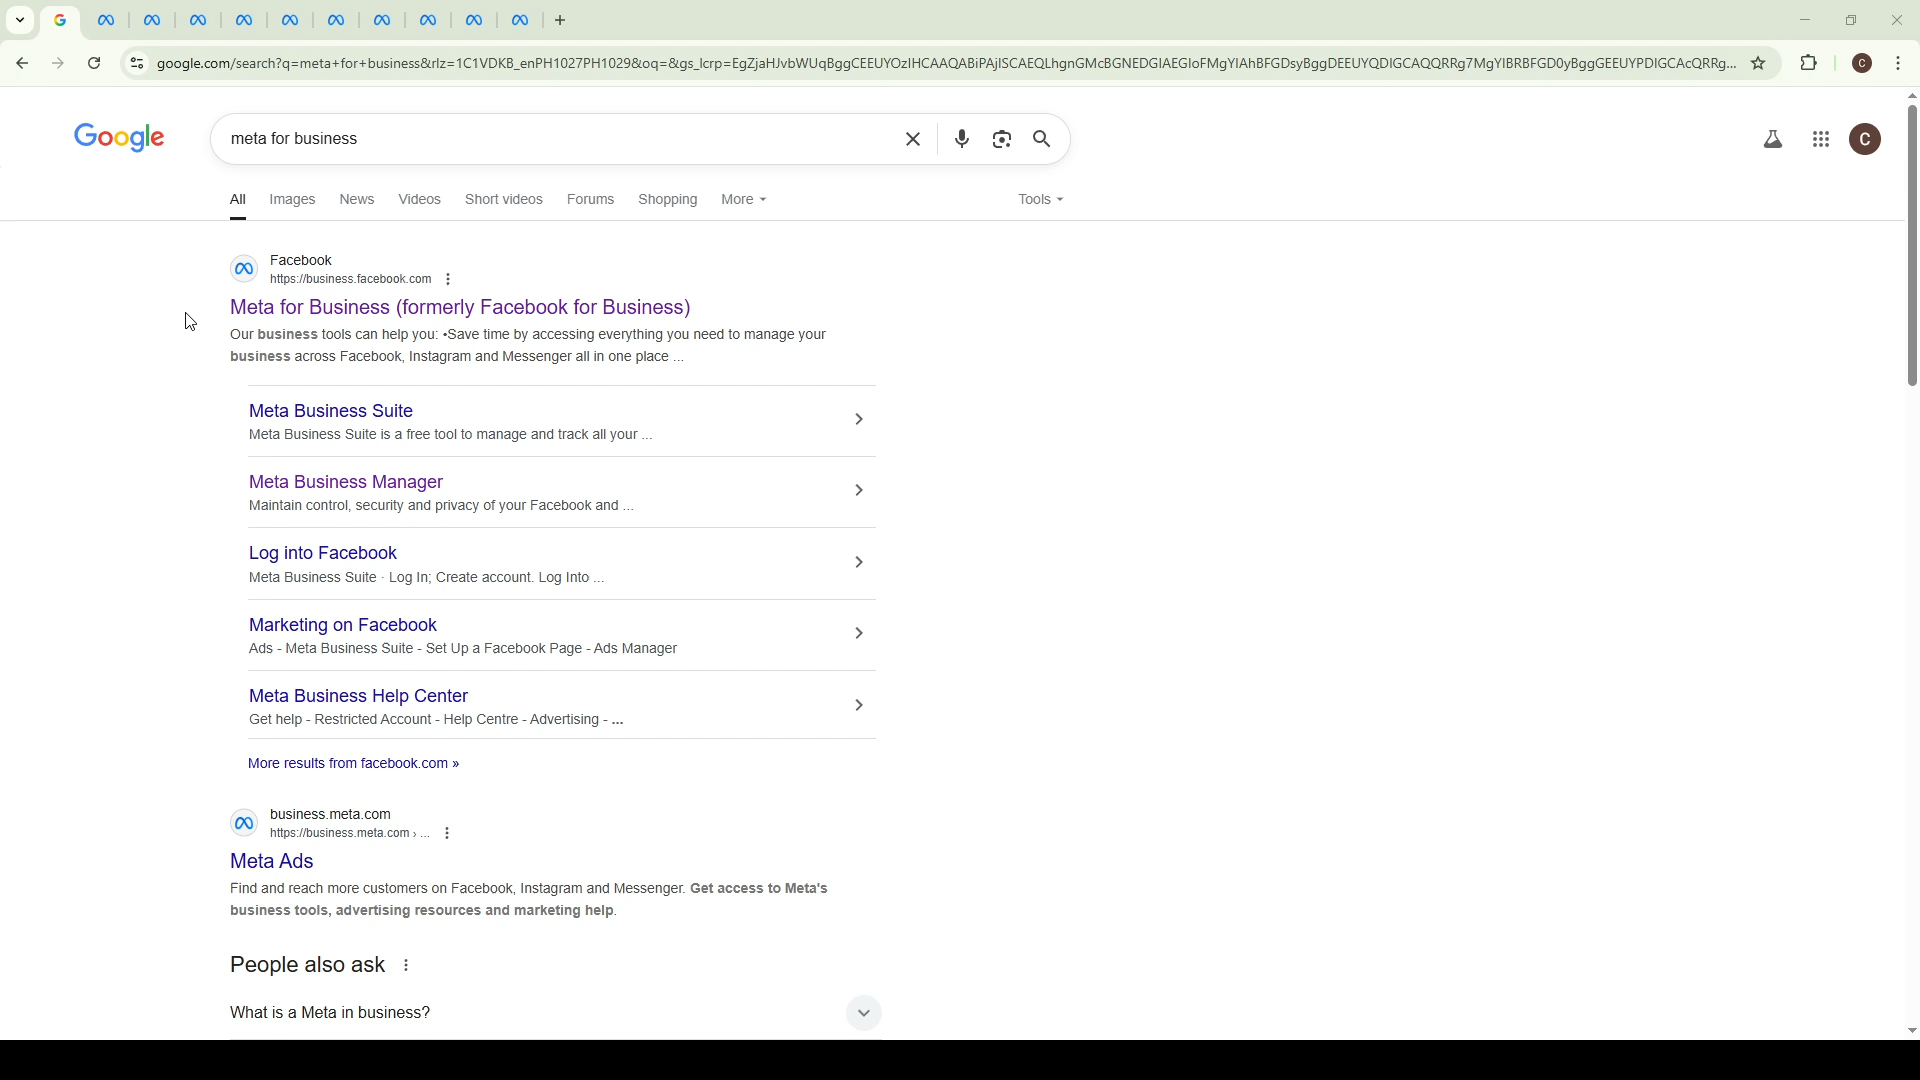 google.com/search?q=meta+for+business&rlz=1C1VDKB_enPH1027PH1029&oq=&gs_lcrp=EgZjaHJvbWUqBggCEEUYOzIHCAAQABiPAjISCAEQLhgnGMcBGNEDGIAEGIoFMgYIAhBFGDsyBggDEEUYQDIGCAQQRRg7MgYIBRBFGD0yBggGEEUYPDIGCAcQRRg...
C
Google
meta for business
C
All Images News Videos Short videos Forums Shopping More Tools
Facebook
https://business.facebook.com
Meta for Business (formerly Facebook for Business)
Our business tools can help you: •Save time by accessing everything you need to manage your
business across Facebook, Instagram and Messenger all in one place ...
Meta Business Suite
Meta Business Suite is a free tool to manage and track all your ...
Meta Business Manager
Maintain control, security and privacy of your Facebook and ...
Log into Facebook
Meta Business Suite · Log In; Create account. Log Into ...
Marketing on Facebook
Ads - Meta Business Suite - Set Up a Facebook Page - Ads Manager
Meta Business Help Center
Get help - Restricted Account - Help Centre - Advertising - ...
More results from facebook.com »
business.meta.com
https://business.meta.com › ...
Meta Ads
Find and reach more customers on Facebook, Instagram and Messenger. Get access to Meta's
business tools, advertising resources and marketing help.
People also ask
What is a Meta in business?